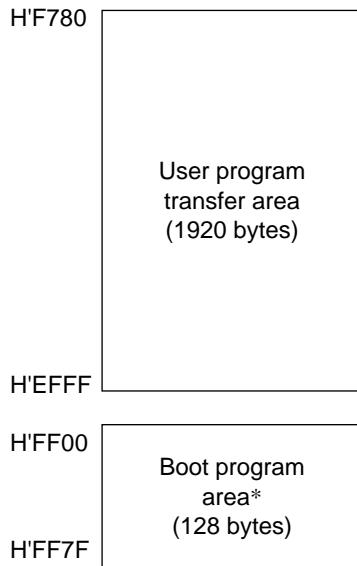 H'F780
User program
transfer area
(1920 bytes)
H'EFFF
H'FF00
Boot program
area*
(128 bytes)
H'FF7F